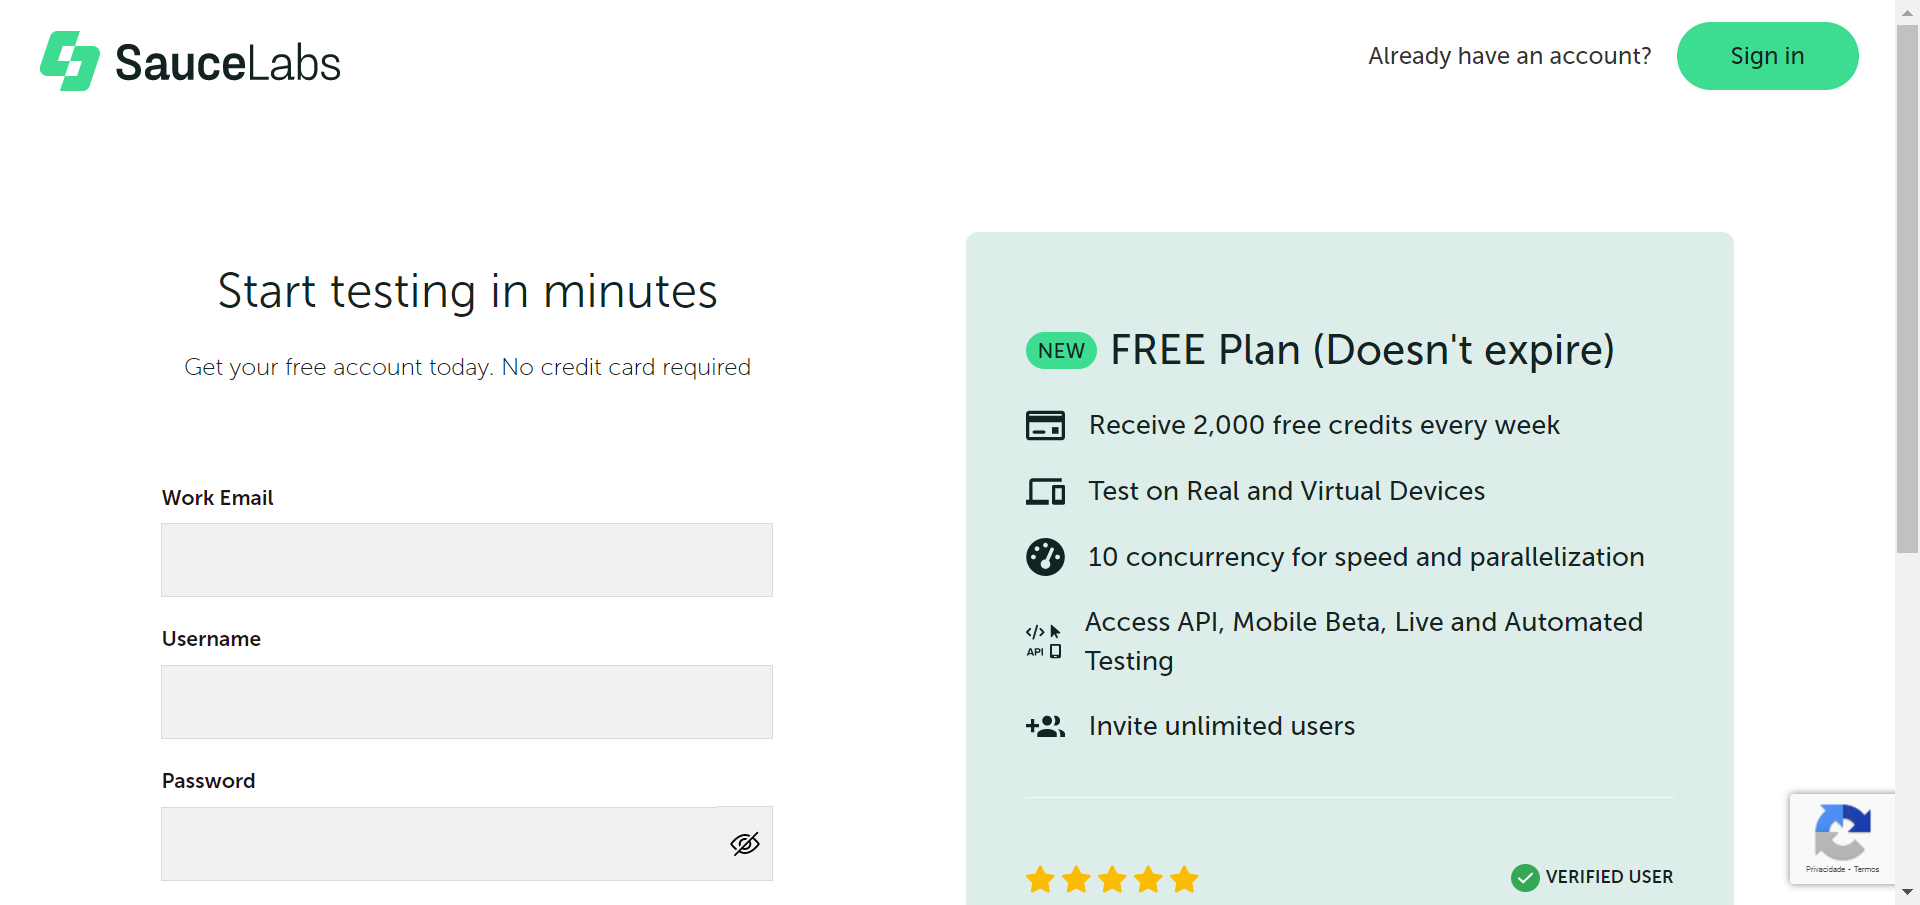 SauceLabs
Already have an account?
Sign in
Start testing in minutes
Get your free account today. No credit card required
Work Email
Username
Password
NEW FREE Plan (Doesn't expire)
Receive 2,000 free credits every week
Test on Real and Virtual Devices
10 concurrency for speed and parallelization
</> API
Access API, Mobile Beta, Live and Automated
Testing
Invite unlimited users
VERIFIED USER
Privacidade - Termos